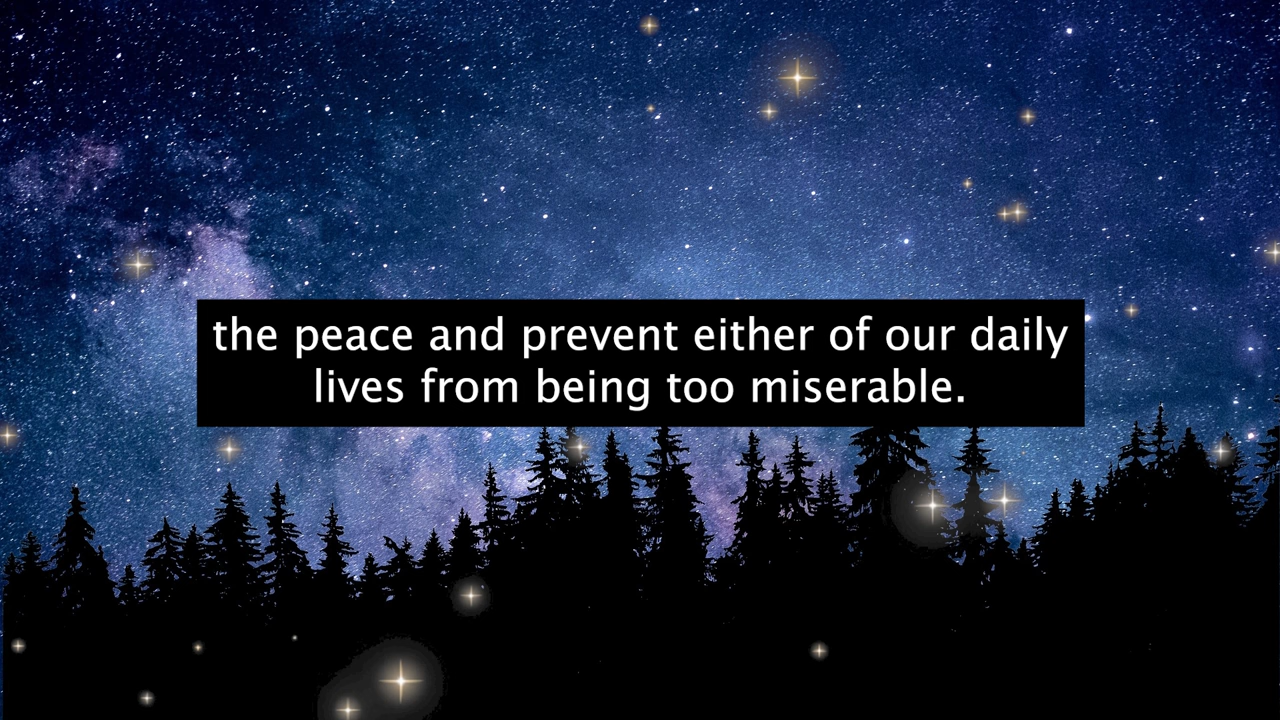 the peace and prevent either of our daily
lives from being too miserable.